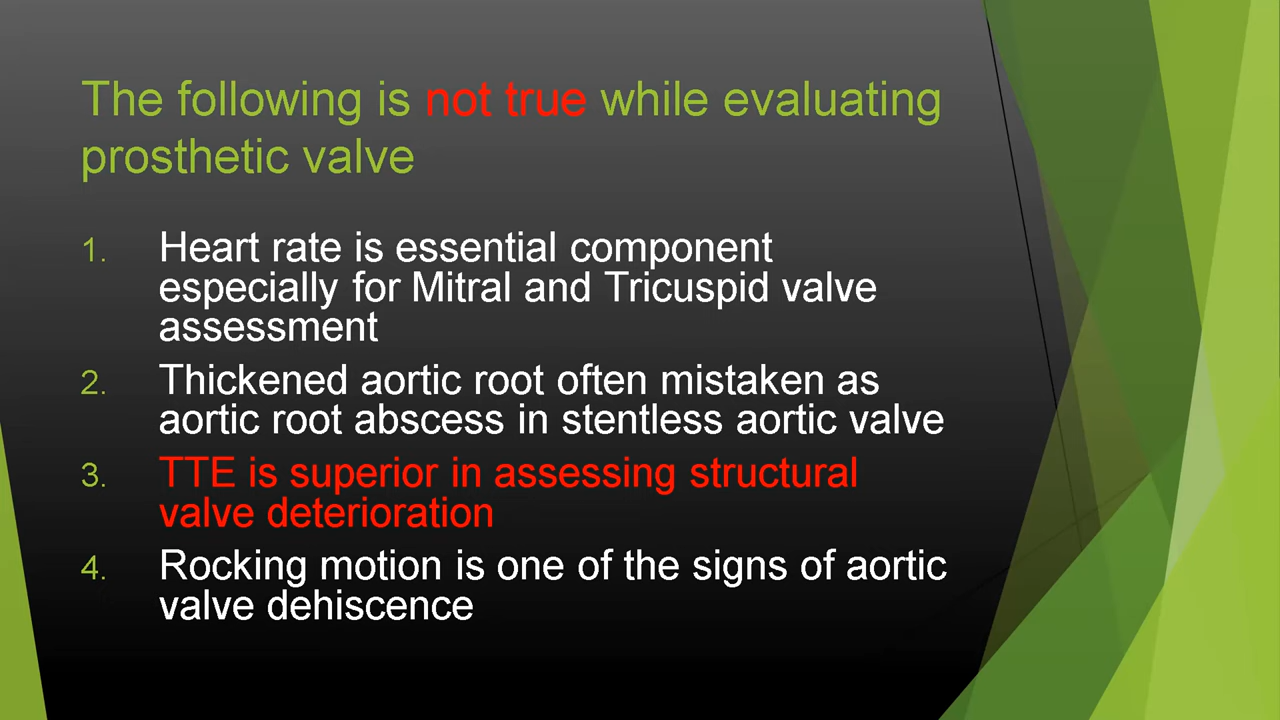 The following is not true while evaluating
prosthetic valve
1. Heart rate is essential component
especially for Mitral and Tricuspid valve
assessment
2. Thickened aortic root often mistaken as
aortic root abscess in stentless aortic valve
3. TTE is superior in assessing structural
valve deterioration
4. Rocking motion is one of the signs of aortic
valve dehiscence